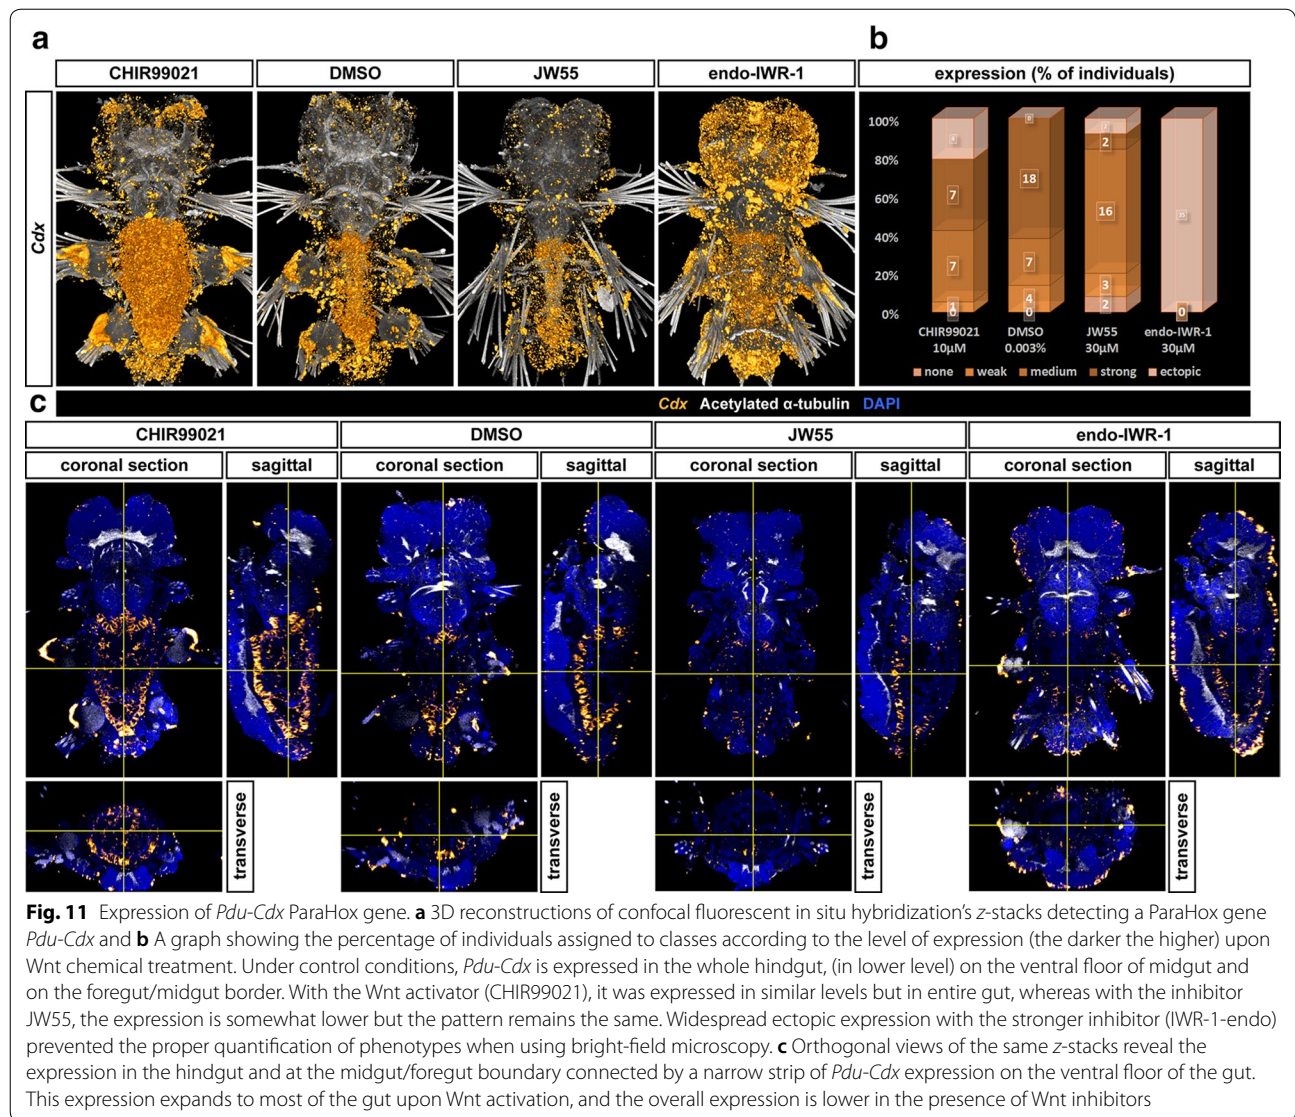 a
b
CHIR99021
DMSO
JW55
endo-IWR-1
expression (% of individuals)
Cdx
100%
80%
60%
40%
20%
0%
4
7
7
1
0
0
18
7
4
0
2
16
3
2
35
0
CHIR99021
10µM
DMSO
0.003%
JW55
30µM
endo-IWR-1
30µM
none
weak
medium
strong
ectopic
c
Cdx Acetylated α-tubulin DAPI
CHIR99021
DMSO
JW55
endo-IWR-1
coronal section
sagittal
coronal section
sagittal
coronal section
sagittal
coronal section
sagittal
transverse
transverse
transverse
transverse
Fig. 11 Expression of Pdu-Cdx ParaHox gene. a 3D reconstructions of confocal fluorescent in situ hybridization's z-stacks detecting a ParaHox gene
Pdu-Cdx and b A graph showing the percentage of individuals assigned to classes according to the level of expression (the darker the higher) upon
Wnt chemical treatment. Under control conditions, Pdu-Cdx is expressed in the whole hindgut, (in lower level) on the ventral floor of midgut and
on the foregut/midgut border. With the Wnt activator (CHIR99021), it was expressed in similar levels but in entire gut, whereas with the inhibitor
JW55, the expression is somewhat lower but the pattern remains the same. Widespread ectopic expression with the stronger inhibitor (IWR-1-endo)
prevented the proper quantification of phenotypes when using bright-field microscopy. c Orthogonal views of the same z-stacks reveal the
expression in the hindgut and at the midgut/foregut boundary connected by a narrow strip of Pdu-Cdx expression on the ventral floor of the gut.
This expression expands to most of the gut upon Wnt activation, and the overall expression is lower in the presence of Wnt inhibitors